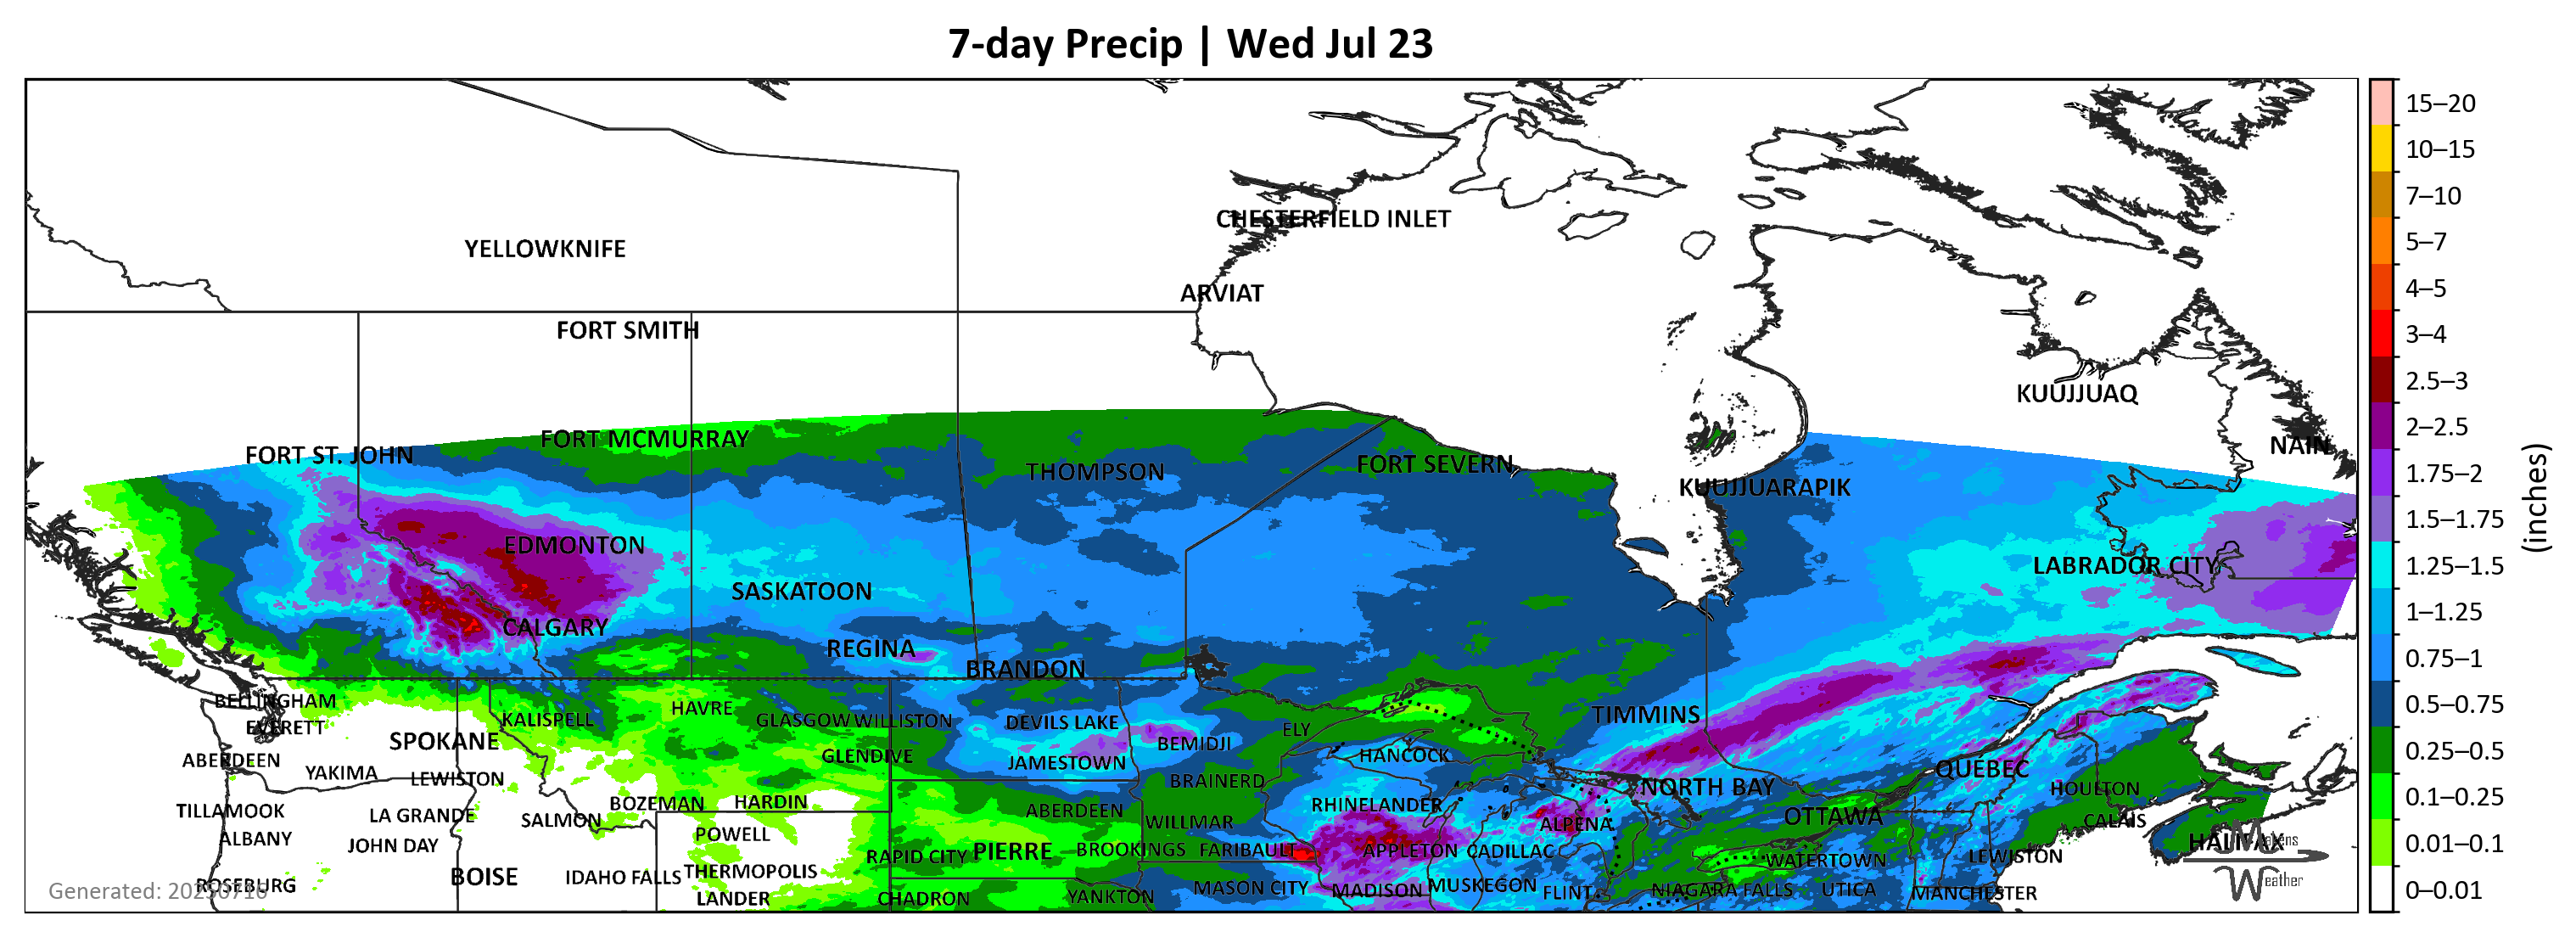 7-day Precip | Wed Jul 23
CHESTERFIELD INLET
YELLOWKNIFE
ARVIAT
FORT SMITH
KUUJJUAQ
FORT MCMURRAY
NAIN
FORT ST. JOHN
FORT SEVERN
THOMPSON
KUUJJUARAPIK
EDMONTON
LABRADOR CITY
SASKATOON
CALGARY
REGINA
BRANDON
BELLINGHAM
HAVRE
TIMMINS
KALISPELL GLASGOW WILLISTON DEVILS LAKE
EVERETT ELY
SPOKANE BEMIDJI
ABERDEEN GLENDIVE JAMESTOWN HANCOCK
QUEBEC
YAKIMA LEWISTON BRAINERD NORTH BAY HOULTON
BOZEMAN HARDIN RHINELANDER
TILLAMOOK LA GRANDE SALMON ABERDEEN WILLMAR ALPENA OTTAWA CALAIS
ALBANY JOHN DAY POWELL HALIFAX
RAPID CITY PIERRE BROOKINGS FARIBAULT APPLETON CADILLAC WATERTOWN LEWISTON
BOISE IDAHO FALLS THERMOPOLIS
ROSEBURG MASON CITY MADISON MUSKEGON FLINT NIAGARA FALLS UTICA MANCHESTER
LANDER CHADRON YANKTON
Generated: 20250716
Matens
Weather
15–20
10–15
7–10
5–7
4–5
3–4
2.5–3
2–2.5
1.75–2
1.5–1.75
1.25–1.5
1–1.25
0.75–1
0.5–0.75
0.25–0.5
0.1–0.25
0.01–0.1
0–0.01
(inches)